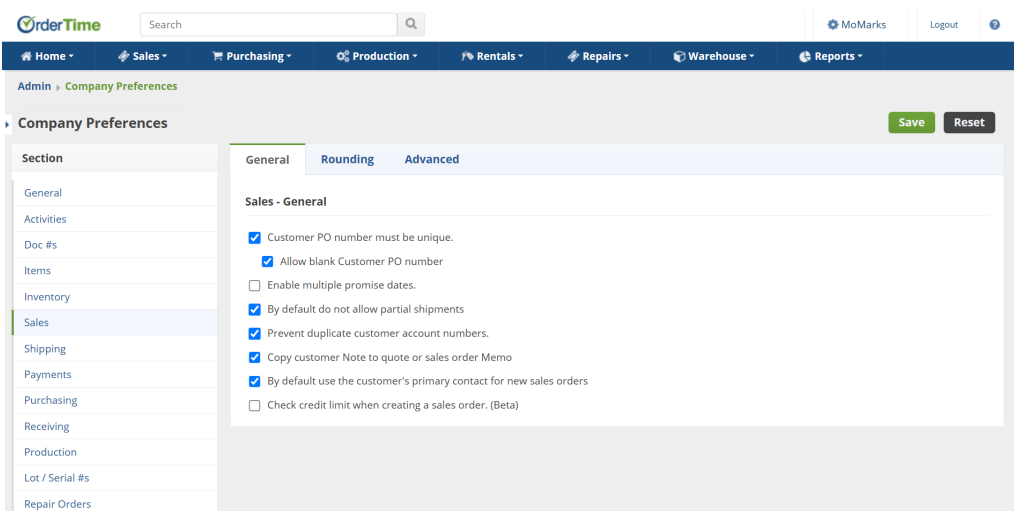 OrderTime
Search
MoMarks
Logout
?
Home
Sales
Purchasing
Production
Rentals
Repairs
Warehouse
Reports
Admin
Company Preferences
Company Preferences
Save
Reset
Section
General
Activities
Doc #s
Items
Inventory
Sales
Shipping
Payments
Purchasing
Receiving
Production
Lot / Serial #s
Repair Orders
General
Rounding
Advanced
Sales - General
Customer PO number must be unique.
Allow blank Customer PO number
Enable multiple promise dates.
By default do not allow partial shipments
Prevent duplicate customer account numbers.
Copy customer Note to quote or sales order Memo
By default use the customer's primary contact for new sales orders
Check credit limit when creating a sales order. (Beta)